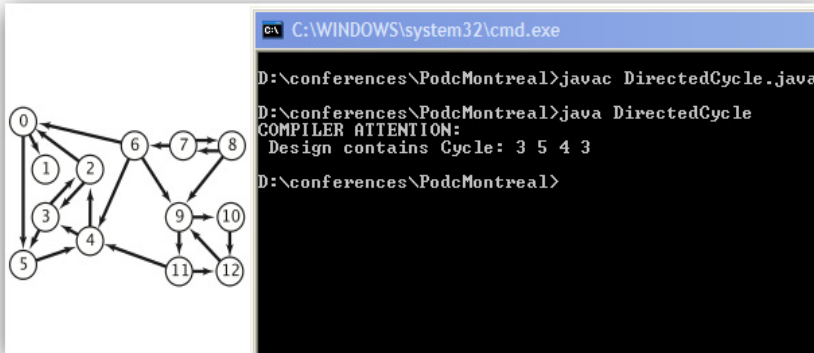 C:\WINDOWS\system32\cmd.exe
D:\conferences\PodcMontreal>javac DirectedCycle.java
D:\conferences\PodcMontreal>java DirectedCycle
COMPILER ATTENTION:
Design contains Cycle: 3 5 4 3
D:\conferences\PodcMontreal>
0
6
7
8
1
2
3
4
9
10
5
11
12